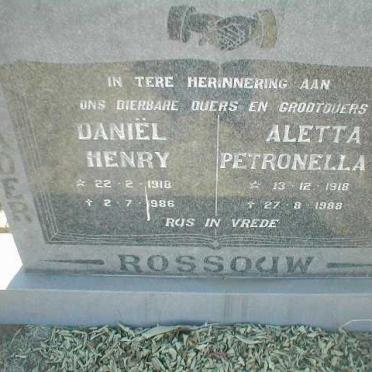 IN TERE HERINNERING AAN
ONS DIERBARE OUERS EN GROOTOUERS
DANIËL
HENRY
☆ 22-2-1918
✝ 2-7-1986
ALETTA
PETRONELLA
☆ 13-12-1918
✝ 27-8-1988
RUS IN VREDE
ROSSOUW